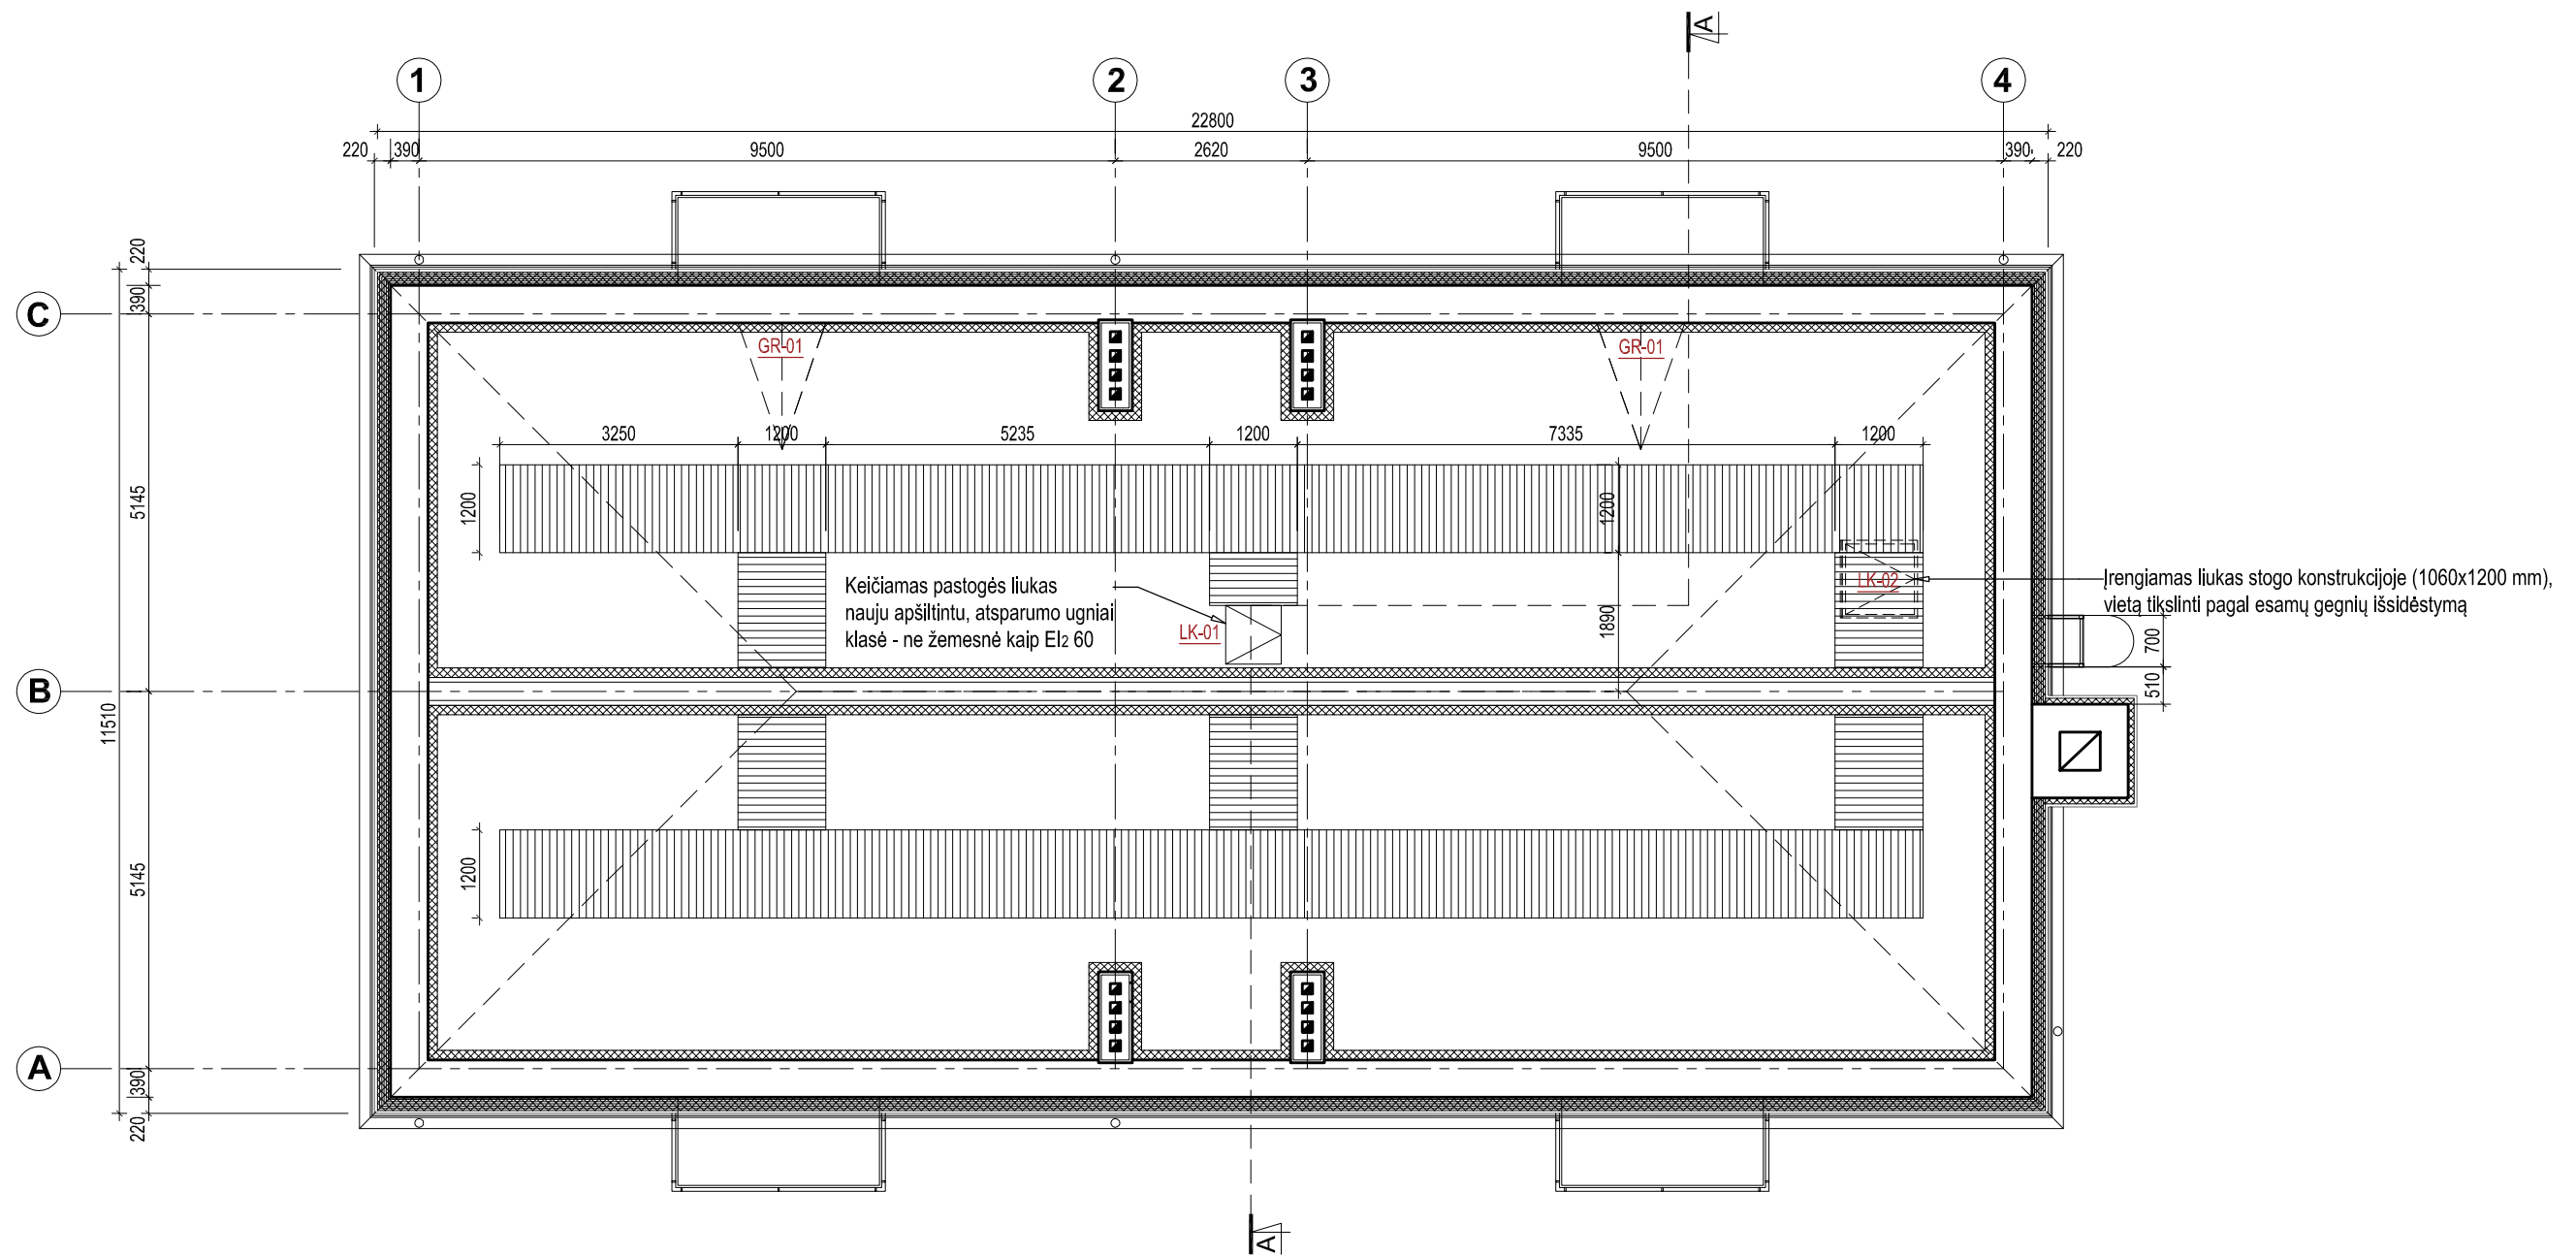 A
1
2
3
4
22800
220
390
9500
2620
9500
390
220
220
390
C
GR-01
GR-01
3250
1200
5235
1200
7335
1200
5145
1200
1200
Keičiamas pastogės liukas
nauju apšiltintu, atsparumo ugniai
klasė - ne žemesnė kaip EI2 60
LK-01
1890
LK-02
Įrengiamas liukas stogo konstrukcijoje (1060x1200 mm),
vietą tikslinti pagal esamų gegnių išsidėstymą
700
510
B
11510
5145
1200
A
390
220
A